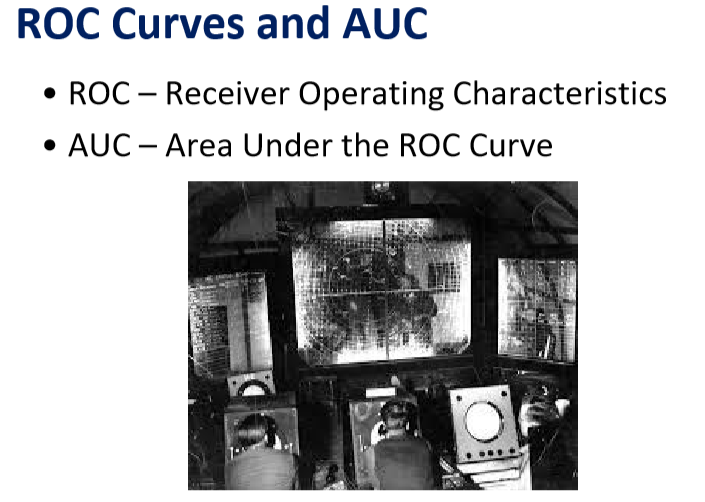 ROC Curves and AUC
• ROC – Receiver Operating Characteristics
• AUC – Area Under the ROC Curve